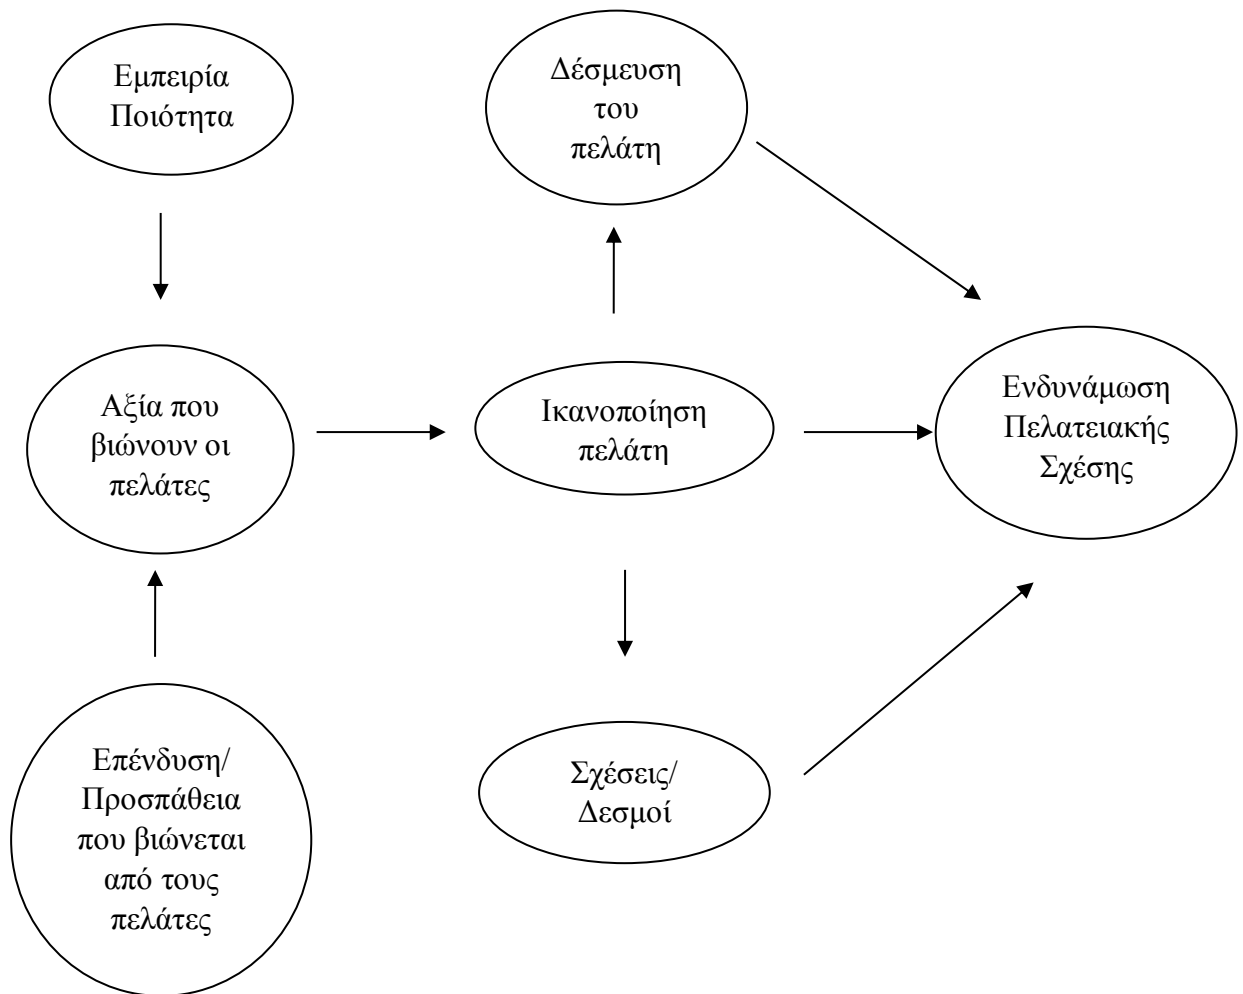 Εμπειρία
Ποιότητα
Δέσμευση
του
πελάτη
Αξία που
βιώνουν οι
πελάτες
Ικανοποίηση
πελάτη
Ενδυνάμωση
Πελατειακής
Σχέσης
Επένδυση/
Προσπάθεια
που βιώνεται
από τους
πελάτες
Σχέσεις/
Δεσμοί